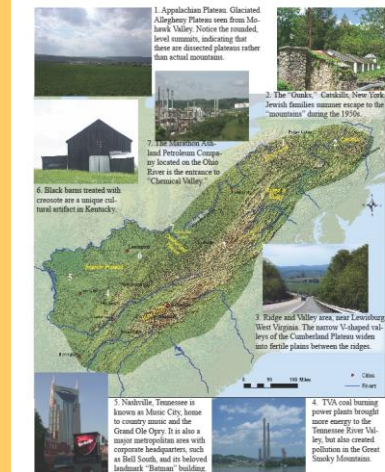 1. Appalachian Plateau. Glaciated
Allegheny Plateau seen from Mo-
hawk Valley. Notice the rounded,
level summits, indicating that
these are dissected plateaus rather
than actual mountains.
2. The "Gunks," Catskills, New York
Jewish families summer escape to the
"mountains" during the 1950s.
7. The Marathon Ash-
land Petroleum Compa-
ny located on the Ohio
River is the entrance to
"Chemical Valley."
6. Black barns treated with
creosote are a unique cul-
tural artifact in Kentucky.
3. Ridge and Valley area, near Lewisburg
West Virginia. The narrow V-shaped val-
leys of the Cumberland Plateau widen
into fertile plains between the ridges.
Cities
Rivers
5. Nashville, Tennessee is
known as Music City, home
to country music and the
Grand Ole Opry. It is also a
major metropolitan area with
corporate headquarters, such
as Bell South, and its beloved
landmark "Batman" building.
4. TVA coal burning
power plants brought
more energy to the
Tennessee River Val-
ley, but also created
pollution in the Great
Smoky Mountains.